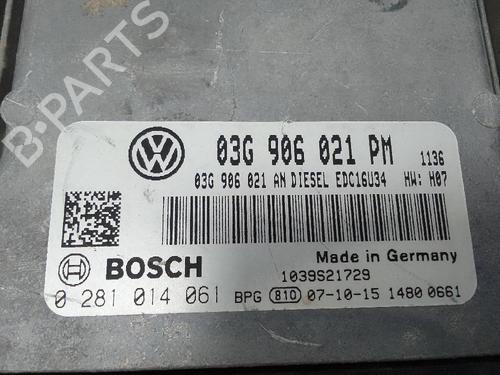 B-PARTS
03G 906 021 PM 1136
03G 906 021 AN DIESEL EDC16U34 HW: H07
BOSCH
Made in Germany
1039S21729
0 281 014 061 BPG 810 07-10-15 1480 0661